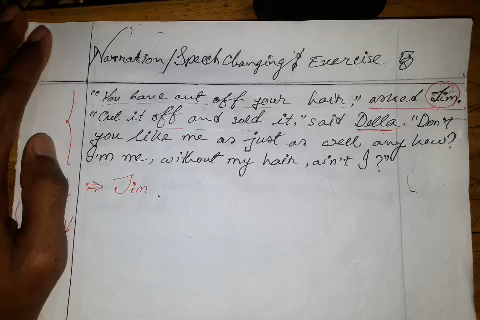 Narration/Speech Changing Exercise 8
"You have cut off your hair," asked Jim.
"Cut it off and sold it," said Della. "Don't
you like me as just as well, any how?
I'm me, without my hair, ain't I?"
⇒ Jim